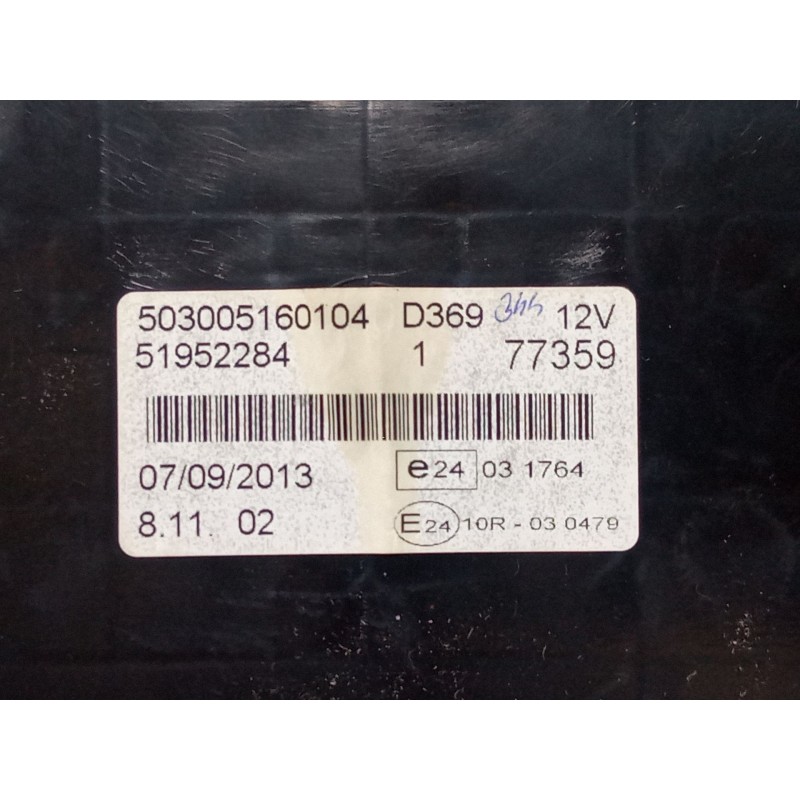 503005160104 D369 12V
51952284 1 77359
07/09/2013 e24 03 1764
8.11. 02 E24 10R - 03 0479